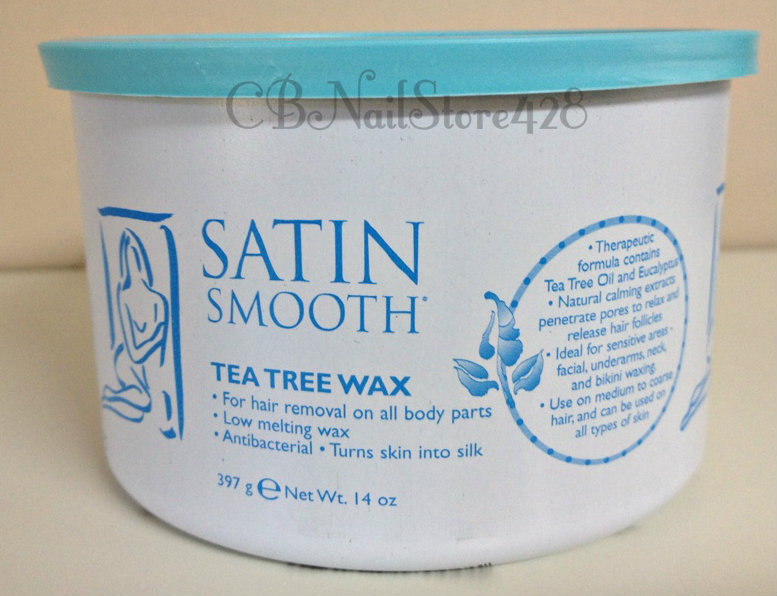 CBNailStore428
SATIN
SMOOTH®
TEA TREE WAX
• For hair removal on all body parts
• Low melting wax
• Antibacterial • Turns skin into silk
397 g ℮ Net Wt. 14 oz
• Therapeutic
formula contains
Tea Tree Oil and Eucalyptus
• Natural calming extracts
penetrate pores to relax and
release hair follicles
• Ideal for sensitive areas -
facial, underarms, neck,
and bikini waxing.
• Use on medium to coarse
hair, and can be used on
all types of skin